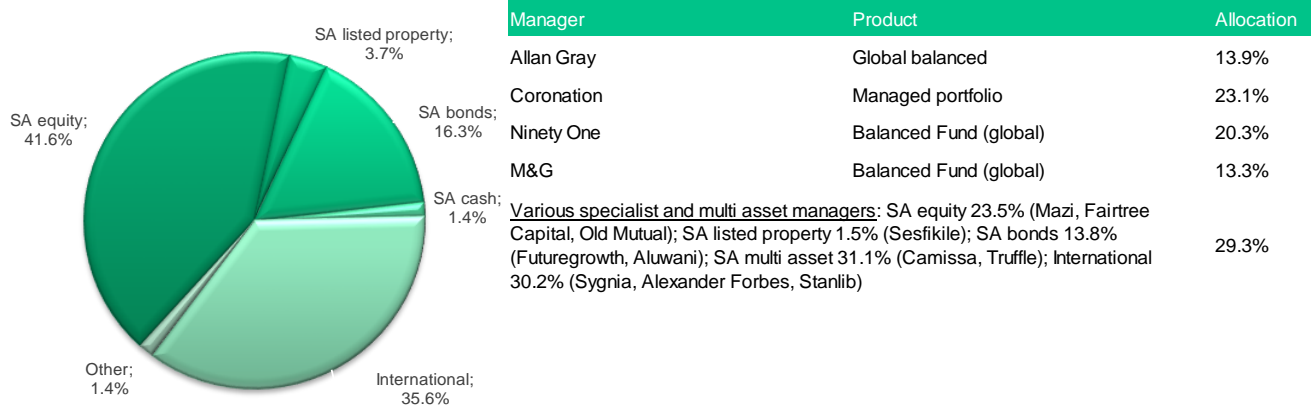 SA listed property;
3.7%
SA bonds;
16.3%
SA cash;
1.4%
International;
35.6%
Other;
1.4%
SA equity;
41.6%
Manager Product Allocation
Allan Gray Global balanced 13.9%
Coronation Managed portfolio 23.1%
Ninety One Balanced Fund (global) 20.3%
M&G Balanced Fund (global) 13.3%
Various specialist and multi asset managers: SA equity 23.5% (Mazi, Fairtree
Capital, Old Mutual); SA listed property 1.5% (Sesfikile); SA bonds 13.8%
(Futuregrowth, Aluwani); SA multi asset 31.1% (Camissa, Truffle); International
30.2% (Sygnia, Alexander Forbes, Stanlib)
29.3%